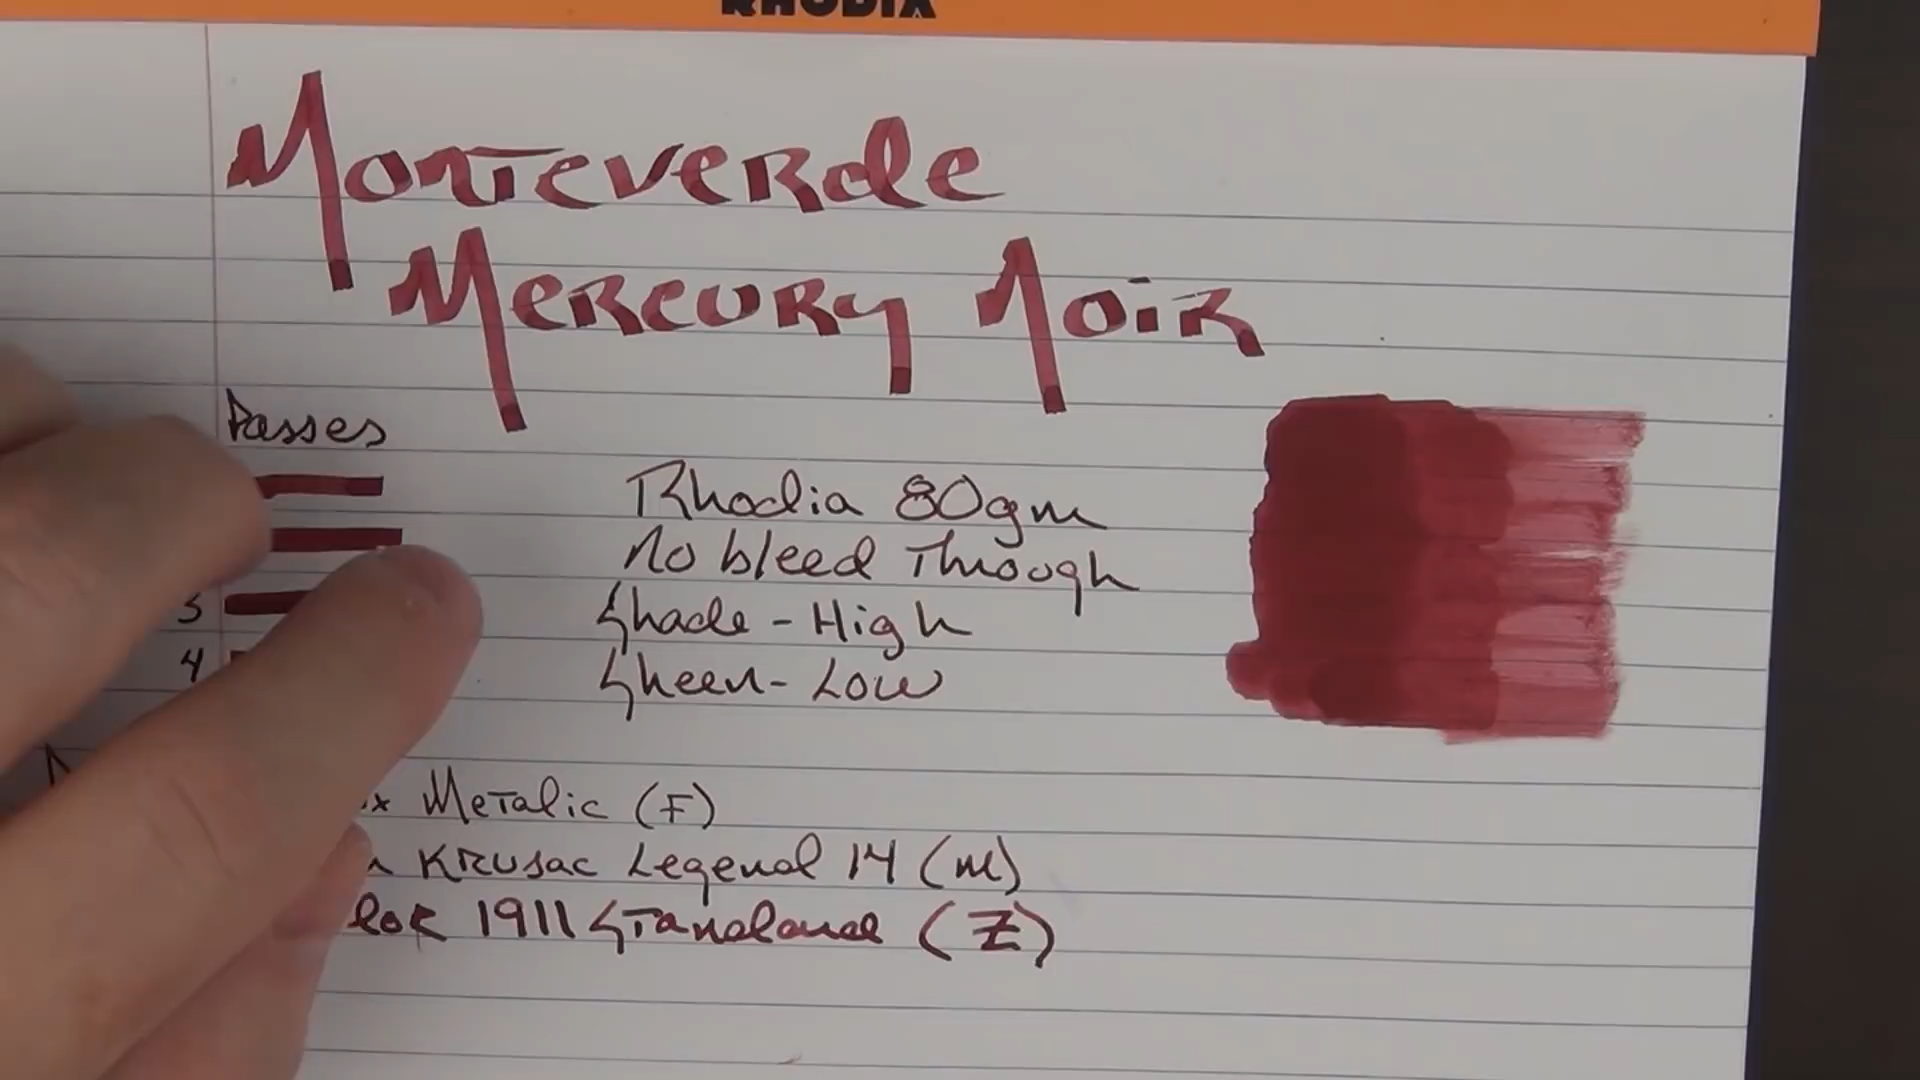 RHODIA
Monteverde
Mercury Noir
Passes
Rhodia 80gm
No bleed Through
3
Shade - High
4
Sheen - Low
Metalic (F)
Krusac Legend 14 (M)
1911 Standard (Z)